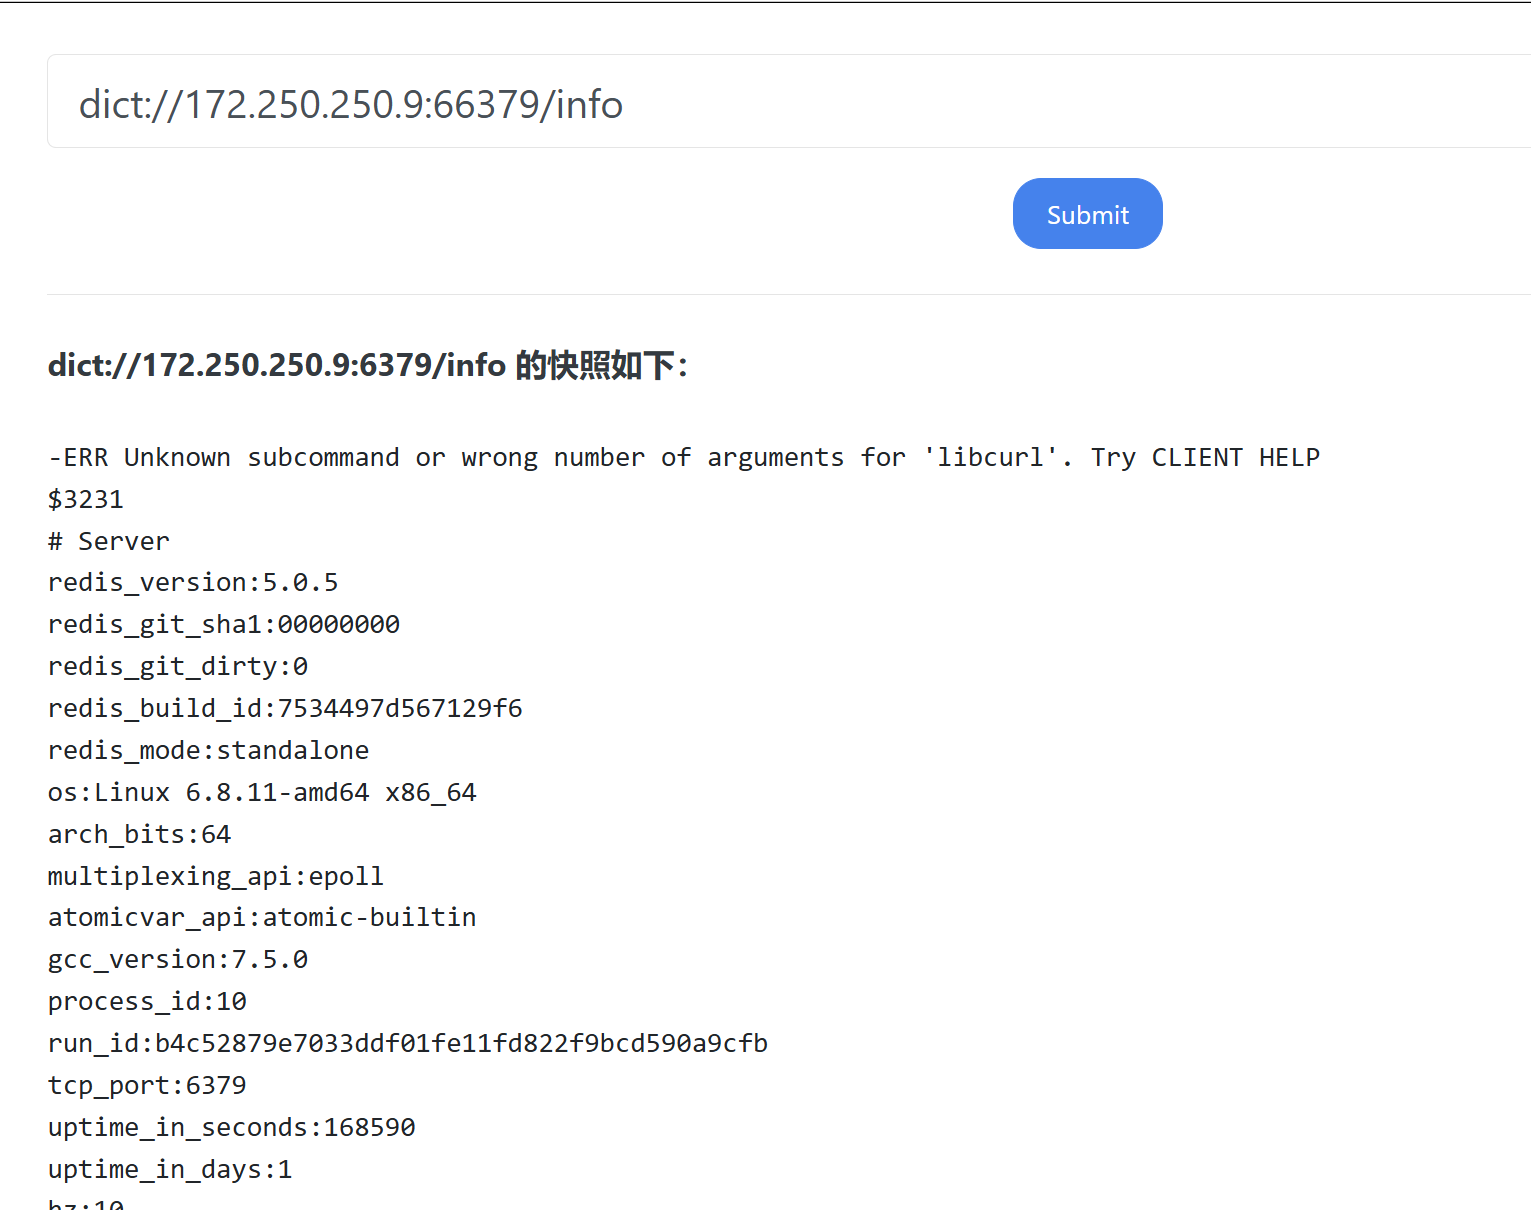 dict://172.250.250.9:66379/info
Submit
dict://172.250.250.9:6379/info 的快照如下：
-ERR Unknown subcommand or wrong number of arguments for 'libcurl'. Try CLIENT HELP
$3231
# Server
redis_version:5.0.5
redis_git_sha1:00000000
redis_git_dirty:0
redis_build_id:7534497d567129f6
redis_mode:standalone
os:Linux 6.8.11-amd64 x86_64
arch_bits:64
multiplexing_api:epoll
atomicvar_api:atomic-builtin
gcc_version:7.5.0
process_id:10
run_id:b4c52879e7033ddf01fe11fd822f9bcd590a9cfb
tcp_port:6379
uptime_in_seconds:168590
uptime_in_days:1
hz:10